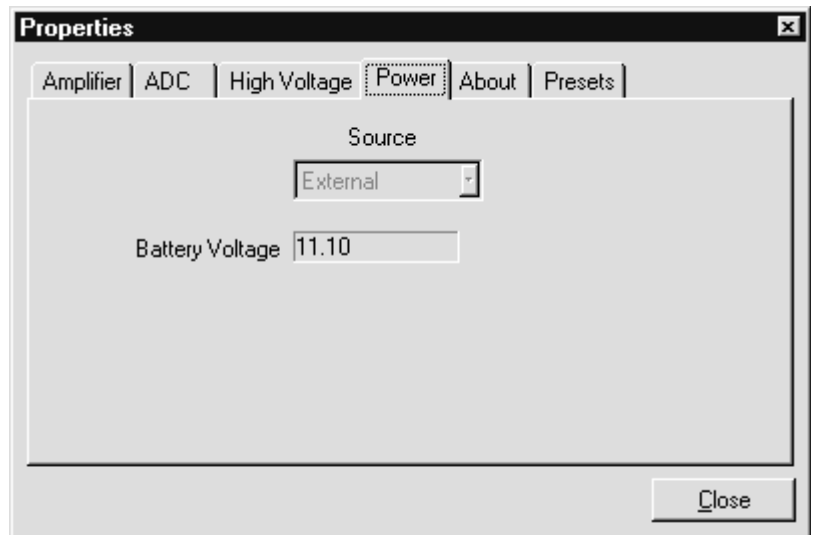 Properties
Amplifier ADC High Voltage Power About Presets
Source
External
Battery Voltage 11.10
Close